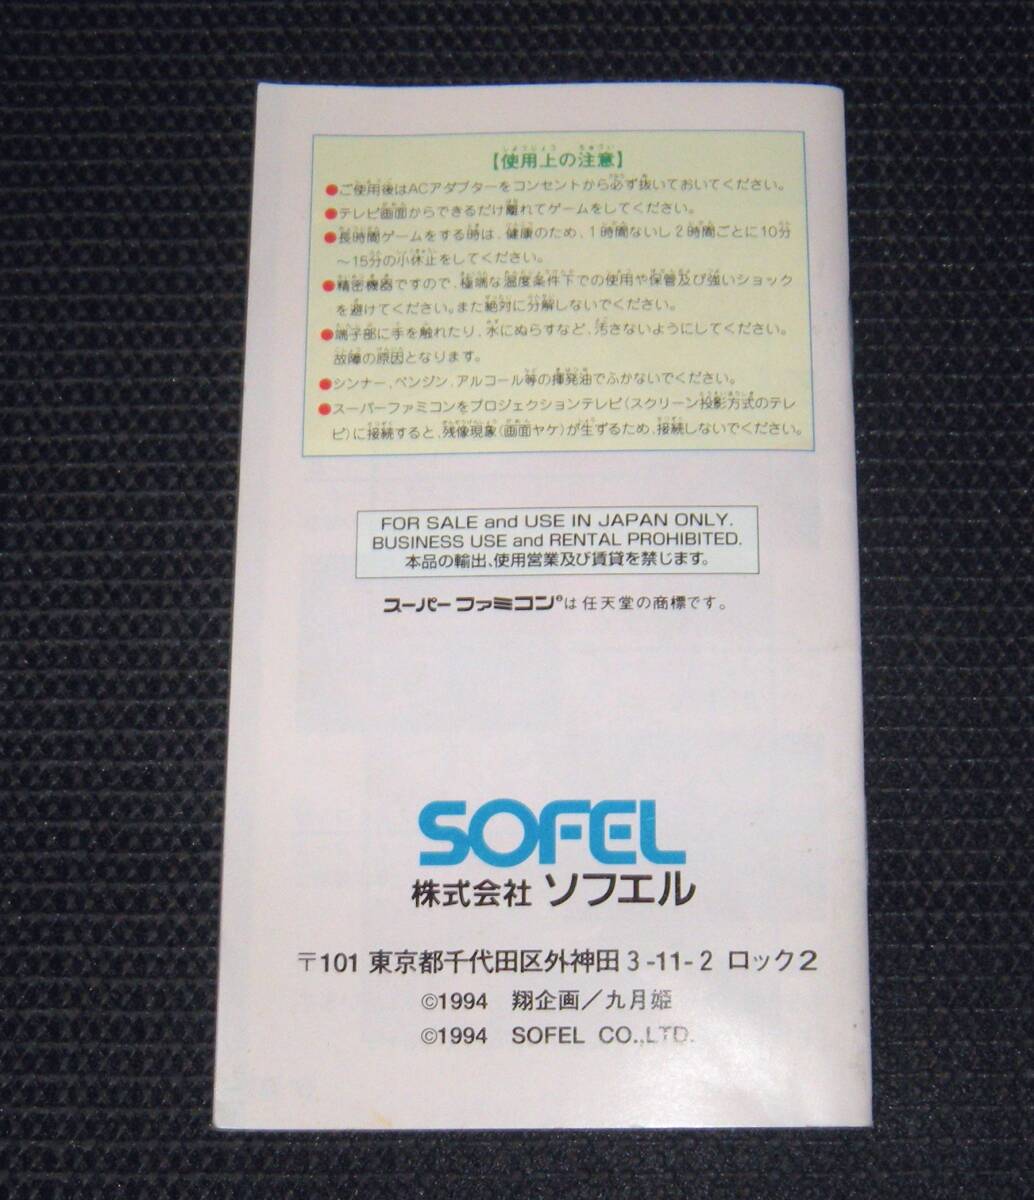 【使用上の注意】
●ご使用後はACアダプターをコンセントから必ず抜いておいてください。
●テレビ画面からできるだけ離れてゲームをしてください。
●長時間ゲームをする時は、健康のため、1時間ないし2時間ごとに10分
～15分の小休止をしてください。
●精密機器ですので、極端な温度条件下での使用や保管及び強いショック
を避けてください。また絶対に分解しないでください。
●端子部に手を触れたり、水にぬらすなど、汚さないようにしてください。
故障の原因となります。
●シンナー、ベンジン、アルコール等の揮発油でふかないでください。
●スーパーファミコンをプロジェクションテレビ(スクリーン投影方式のテレ
ビ)に接続すると、残像現象(画面ヤケ)が生ずるため、接続しないでください。
FOR SALE and USE IN JAPAN ONLY.
BUSINESS USE and RENTAL PROHIBITED.
本品の輸出、使用営業及び賃貸を禁じます。
スーパーファミコン®は任天堂の商標です。
SOFEL
株式会社 ソフエル
〒101 東京都千代田区外神田3-11-2 ロック2
©1994 翔企画/九月姫
©1994 SOFEL CO.,LTD.